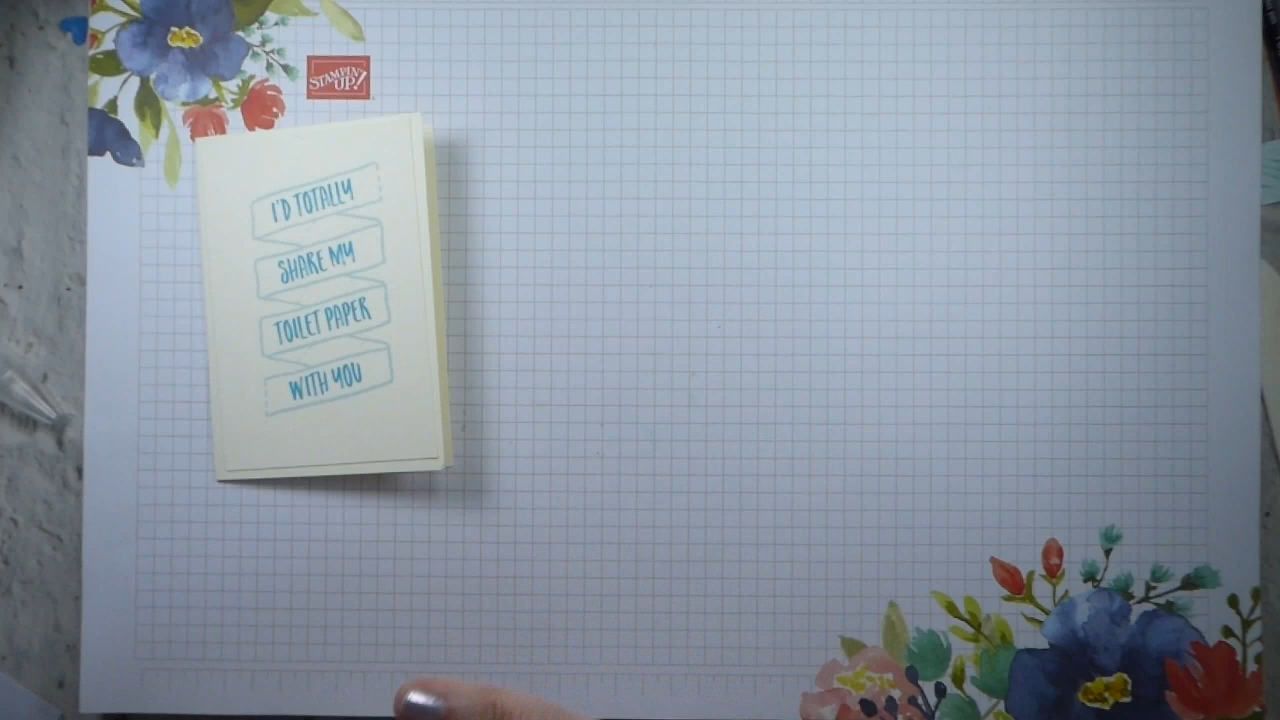 STAMPIN' UP!
I'D TOTALLY
SHARE MY
TOILET PAPER
WITH YOU